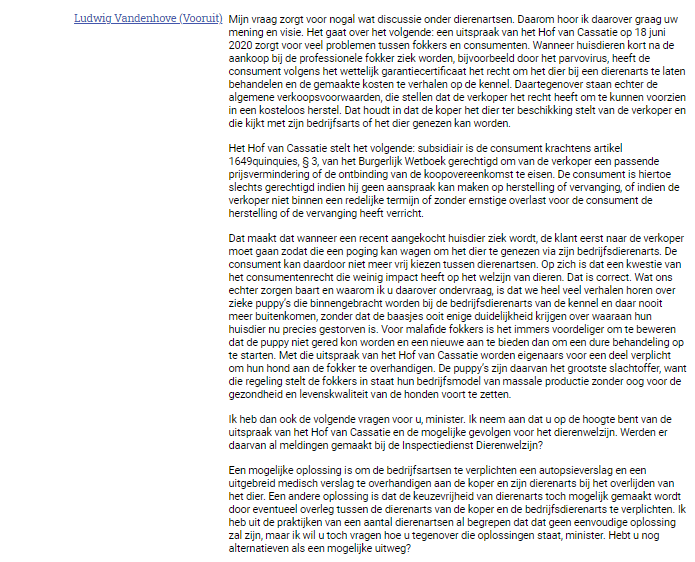 Ludwig Vandenhove (Vooruit) Mijn vraag zorgt voor nogal wat discussie onder dierenartsen. Daarom hoor ik daarover graag uw
mening en visie. Het gaat over het volgende: een uitspraak van het Hof van Cassatie op 18 juni
2020 zorgt voor veel problemen tussen fokkers en consumenten. Wanneer huisdieren kort na de
aankoop bij de professionele fokker ziek worden, bijvoorbeeld door het parvovirus, heeft de
consument volgens het wettelijk garantiecertificaat het recht om het dier bij een dierenarts te laten
behandelen en de gemaakte kosten te verhalen op de kennel. Daartegenover staan echter de
algemene verkoopsvoorwaarden, die stellen dat de verkoper het recht heeft om te kunnen voorzien
in een kosteloos herstel. Dat houdt in dat de koper het dier ter beschikking stelt van de verkoper en
die kijkt met zijn bedrijfsarts of het dier genezen kan worden.
Het Hof van Cassatie stelt het volgende: subsidiair is de consument krachtens artikel
1649quinquies, § 3, van het Burgerlijk Wetboek gerechtigd om van de verkoper een passende
prijsvermindering of de ontbinding van de koopovereenkomst te eisen. De consument is hiertoe
slechts gerechtigd indien hij geen aanspraak kan maken op herstelling of vervanging, of indien de
verkoper niet binnen een redelijke termijn of zonder ernstige overlast voor de consument de
herstelling of de vervanging heeft verricht.
Dat maakt dat wanneer een recent aangekocht huisdier ziek wordt, de klant eerst naar de verkoper
moet gaan zodat die een poging kan wagen om het dier te genezen via zijn bedrijfsdierenarts. De
consument kan daardoor niet meer vrij kiezen tussen dierenartsen. Op zich is dat een kwestie van
het consumentenrecht die weinig impact heeft op het welzijn van dieren. Dat is correct. Wat ons
echter zorgen baart en waarom ik u daarover ondervraag, is dat we heel veel verhalen horen over
zieke puppy's die binnengebracht worden bij de bedrijfsdierenarts van de kennel en daar nooit
meer buitenkomen, zonder dat de baasjes ooit enige duidelijkheid krijgen over waaraan hun
huisdier nu precies gestorven is. Voor malafide fokkers is het immers voordeliger om te beweren
dat de puppy niet gered kon worden en een nieuwe aan te bieden dan om een dure behandeling op
te starten. Met die uitspraak van het Hof van Cassatie worden eigenaars voor een deel verplicht
om hun hond aan de fokker te overhandigen. De puppy's zijn daarvan het grootste slachtoffer, want
die regeling stelt de fokkers in staat hun bedrijfsmodel van massale productie zonder oog voor de
gezondheid en levenskwaliteit van de honden voort te zetten.
Ik heb dan ook de volgende vragen voor u, minister. Ik neem aan dat u op de hoogte bent van de
uitspraak van het Hof van Cassatie en de mogelijke gevolgen voor het dierenwelzijn. Werden er
daarvan al meldingen gemaakt bij de Inspectiedienst Dierenwelzijn?
Een mogelijke oplossing is om de bedrijfsartsen te verplichten een autopsieverslag en een
uitgebreid medisch verslag te overhandigen aan de koper en zijn dierenarts bij het overlijden van
het dier. Een andere oplossing is dat de keuzevrijheid van dierenarts toch mogelijk gemaakt wordt
door eventueel overleg tussen de dierenarts van de koper en de bedrijfsdierenarts te verplichten. Ik
heb uit de praktijken van een aantal dierenartsen al begrepen dat dat geen eenvoudige oplossing
zal zijn, maar ik wil u toch vragen hoe u tegenover die oplossingen staat, minister. Hebt u nog
alternatieven als een mogelijke uitweg?